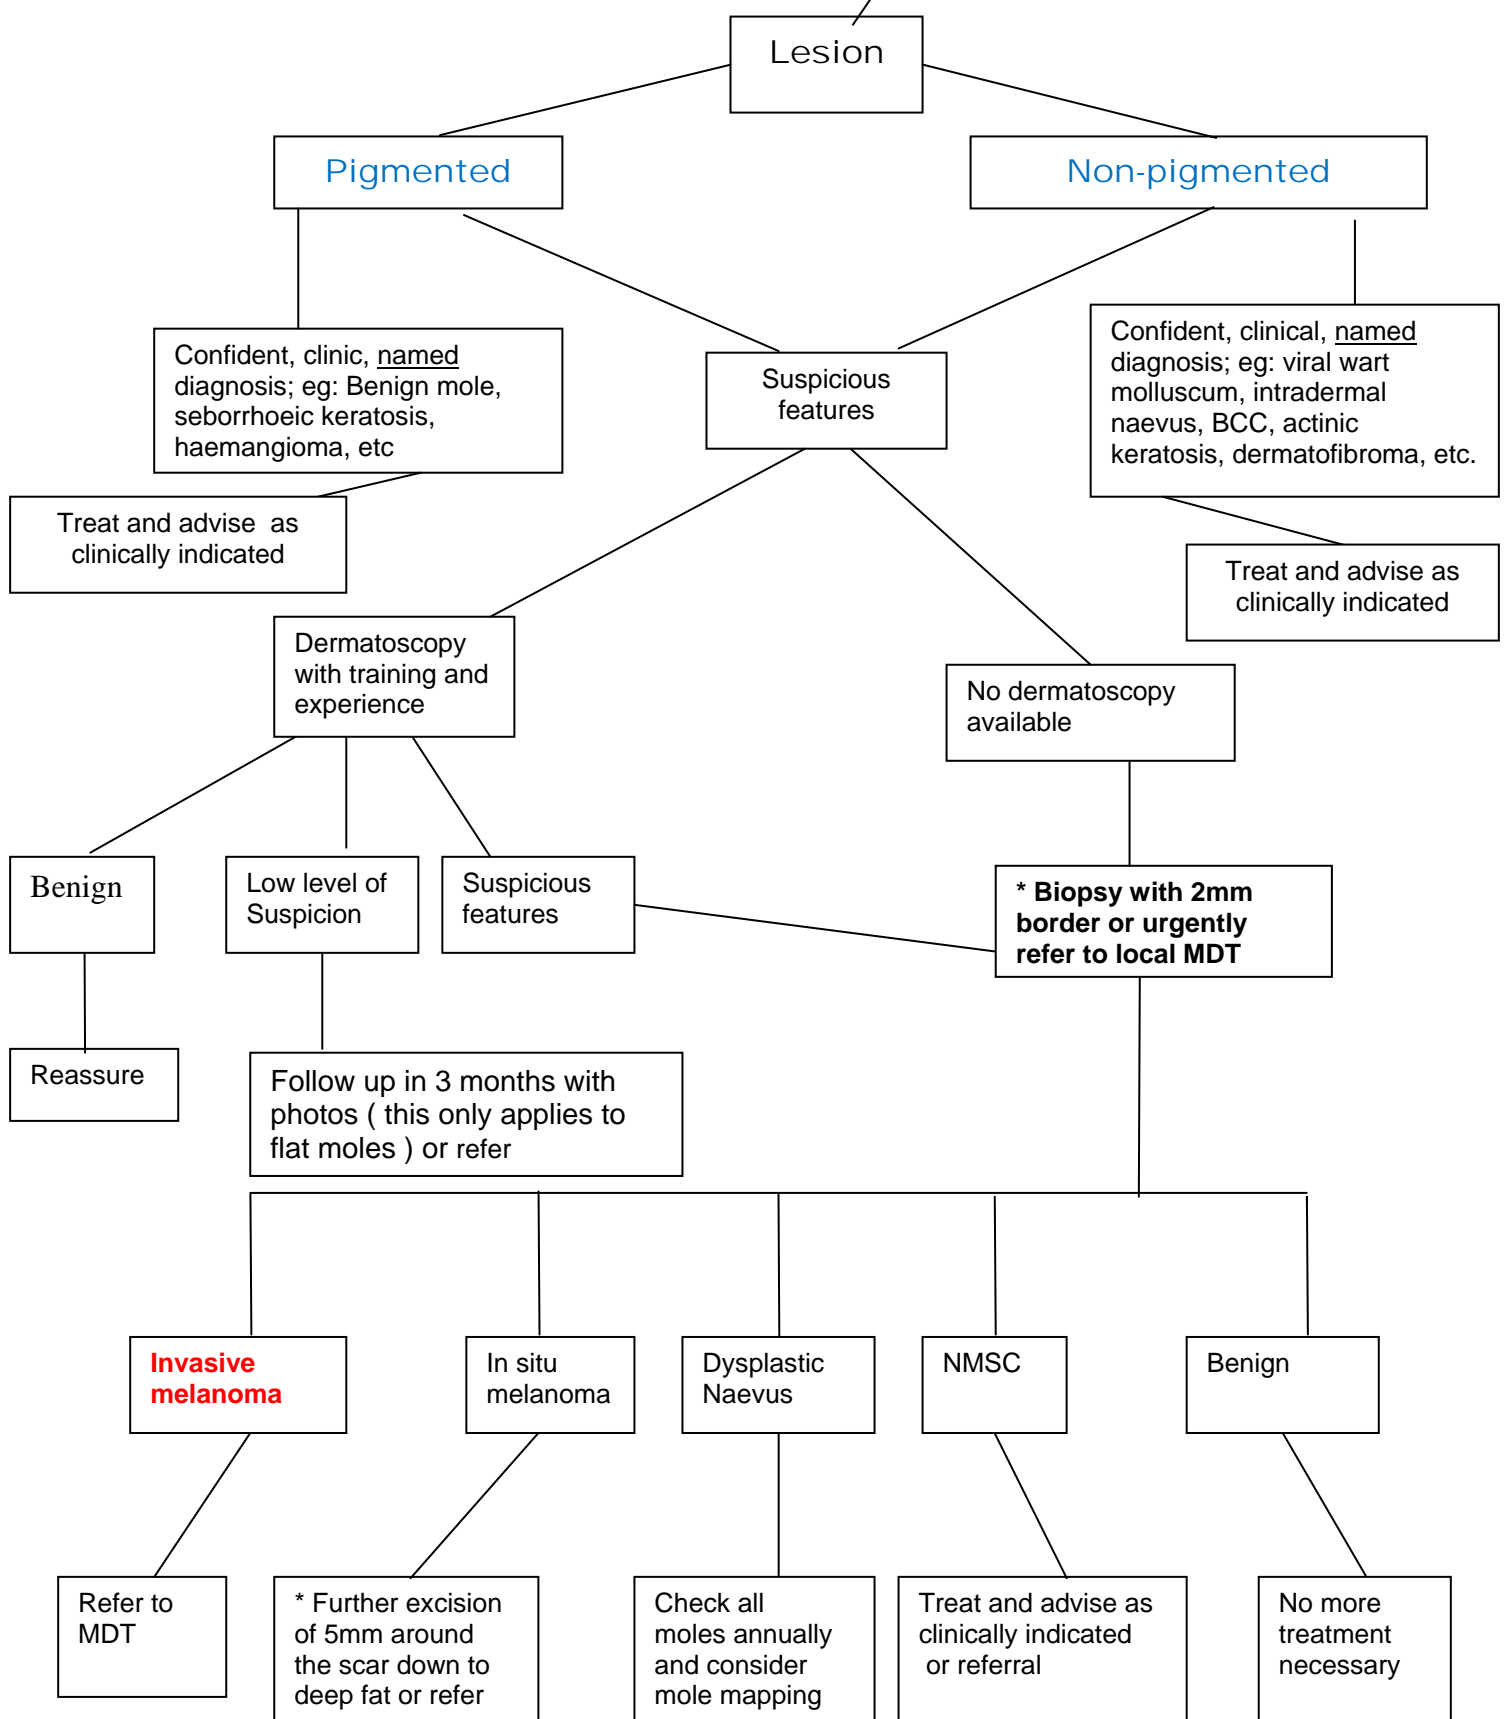 Lesion
Pigmented
Non-pigmented
Confident, clinic, named
diagnosis; eg: Benign mole,
seborrhoeic keratosis,
haemangioma, etc
Suspicious
features
Confident, clinical, named
diagnosis; eg: viral wart
molluscum, intradermal
naevus, BCC, actinic
keratosis, dermatofibroma, etc.
Treat and advise as
clinically indicated
Treat and advise as
clinically indicated
Dermatoscopy
with training and
experience
No dermatoscopy
available
Benign
Low level of
Suspicion
Suspicious
features
* Biopsy with 2mm
border or urgently
refer to local MDT
Reassure
Follow up in 3 months with
photos ( this only applies to
flat moles ) or refer
Invasive
melanoma
In situ
melanoma
Dysplastic
Naevus
NMSC
Benign
Refer to
MDT
* Further excision
of 5mm around
the scar down to
deep fat or refer
Check all
moles annually
and consider
mole mapping
Treat and advise as
clinically indicated
or referral
No more
treatment
necessary